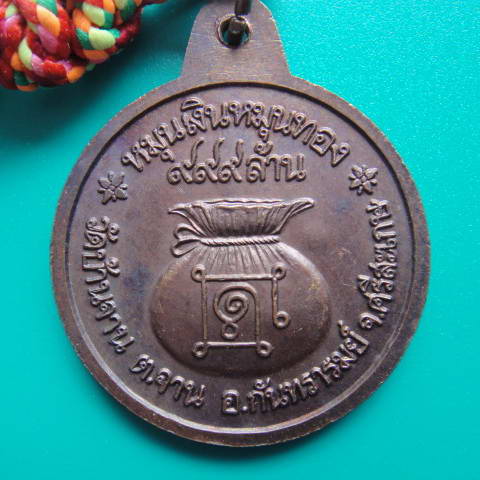 หมุนเงินหมุนทอง
๙๙๙ล้าน
วัดบ้านจาน ต.จาน อ.กันทรารมย์ จ.ศรีสะเกษ